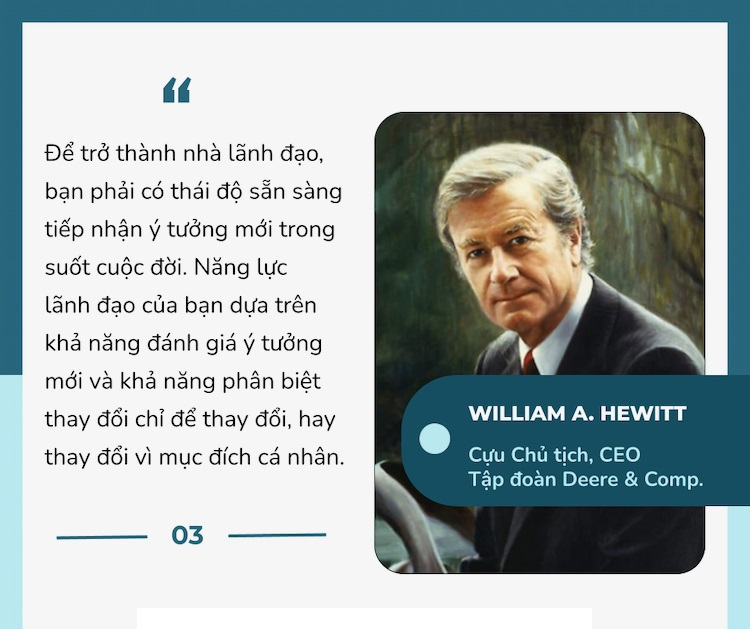 “
Để trở thành nhà lãnh đạo,
bạn phải có thái độ sẵn sàng
tiếp nhận ý tưởng mới trong
suốt cuộc đời. Năng lực
lãnh đạo của bạn dựa trên
khả năng đánh giá ý tưởng
mới và khả năng phân biệt
thay đổi chỉ để thay đổi, hay
thay đổi vì mục đích cá nhân.
03
WILLIAM A. HEWITT
Cựu Chủ tịch, CEO
Tập đoàn Deere & Comp.